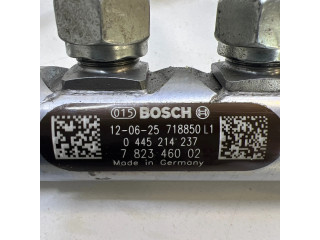 015 BOSCH
12-06-25 718850 L1
0 445 214 237
7 823 460 02
Made in Germany